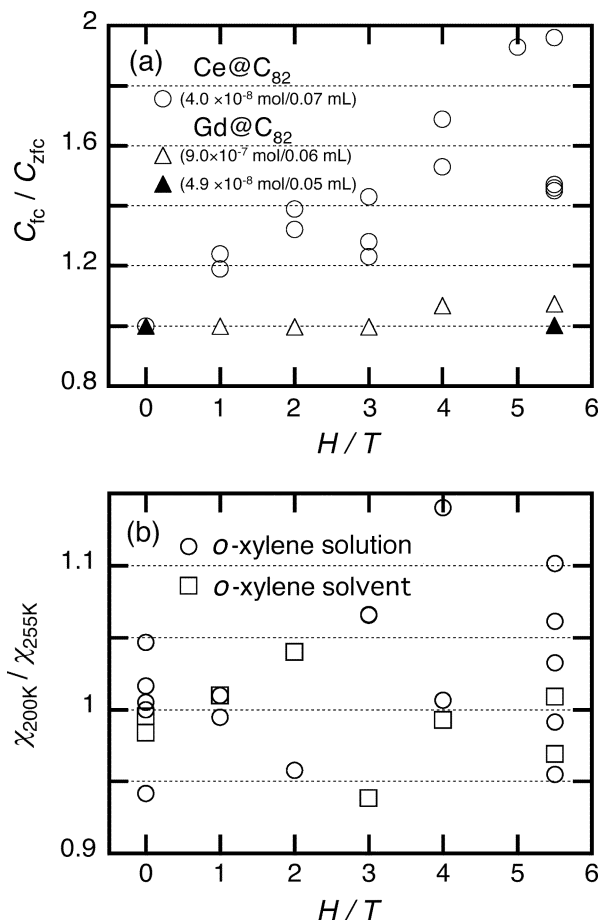 2
(a)
Ce@C82
(4.0 ×10-8 mol/0.07 mL)
1.6
Gd@C82
(9.0×10-7 mol/0.06 mL)
(4.9 ×10-8 mol/0.05 mL)
Cfc / Czfc
1.2
0.8
0 1 2 3 4 5 6
H / T
(b)
o-xylene solution
o-xylene solvent
1.1
χ200K / χ255K
1
0.9
0 1 2 3 4 5 6
H / T